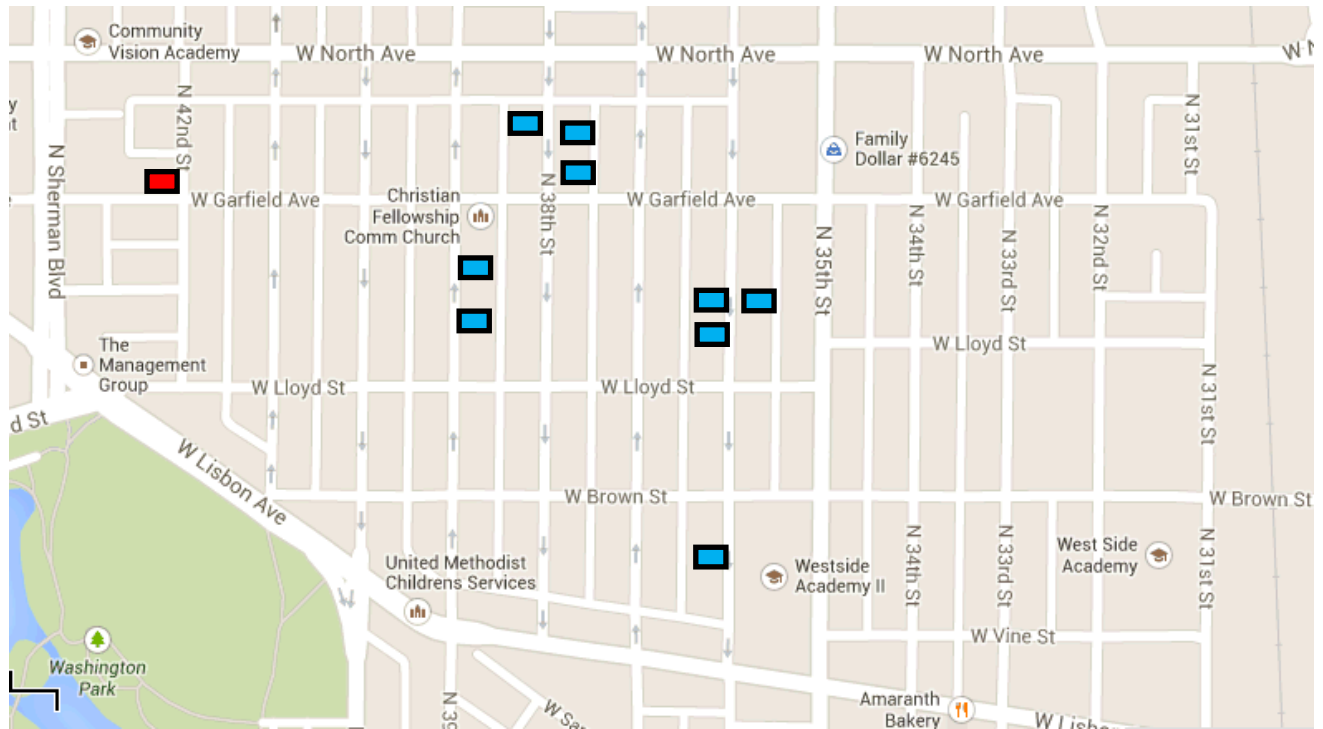 Community
Vision Academy
W North Ave
W North Ave
W North Ave
W N
N 42nd St
N 31st St
y
t
Family
Dollar #6245
N Sherman Blvd
N 38th St
Christian
Fellowship
Comm Church
W Garfield Ave
W Garfield Ave
W Garfield Ave
N 35th St
N 34th St
N 33rd St
N 32nd St
The
Management
Group
W Lloyd St
W Lloyd St
W Lloyd St
N 31st St
d St
W Lisbon Ave
W Brown St
W Brown St
United Methodist
Childrens Services
Westside
Academy II
N 34th St
N 33rd St
West Side
Academy
N 31st St
W Vine St
Washington
Park
N 39
W Sar
Amaranth
Bakery
W Lisb